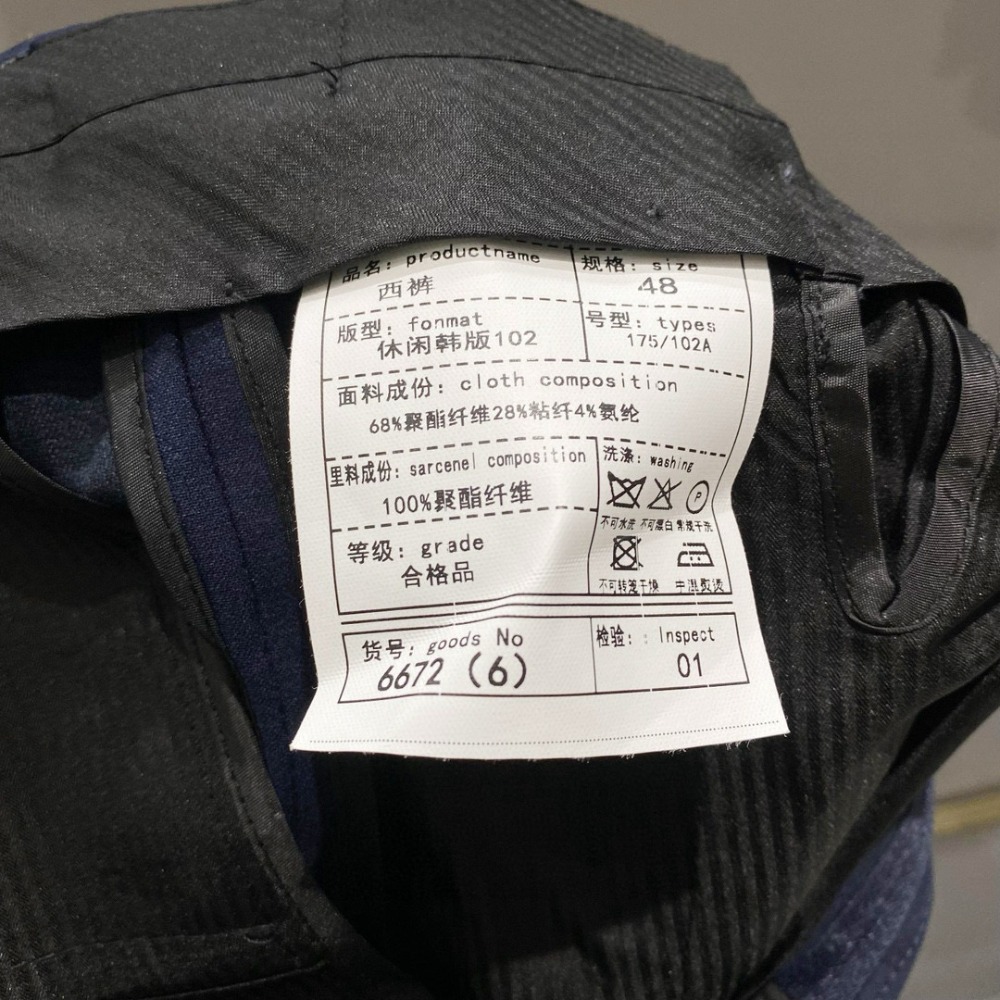 品名: productname
西裤
规格: size
48
版型: fonmat
休闲韩版102
号型: types
175/102A
面料成份: cloth composition
68%聚酯纤维28%粘纤4%氨纶
里料成份: sarcenel composition
100%聚酯纤维
洗涤: washing
P
不可水洗 不可漂白 常规干洗
不可转笼干燥 中温熨烫
等级: grade
合格品
货号: goods No
6672 (6)
检验: : Inspect
01